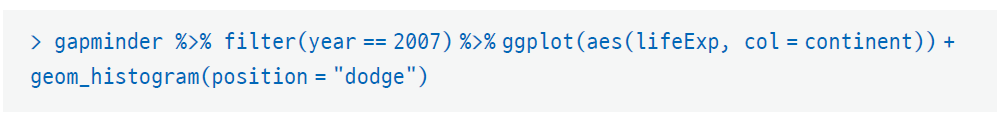 > gapminder %>% filter(year == 2007) %>% ggplot(aes(lifeExp, col = continent)) +
geom_histogram(position = "dodge")